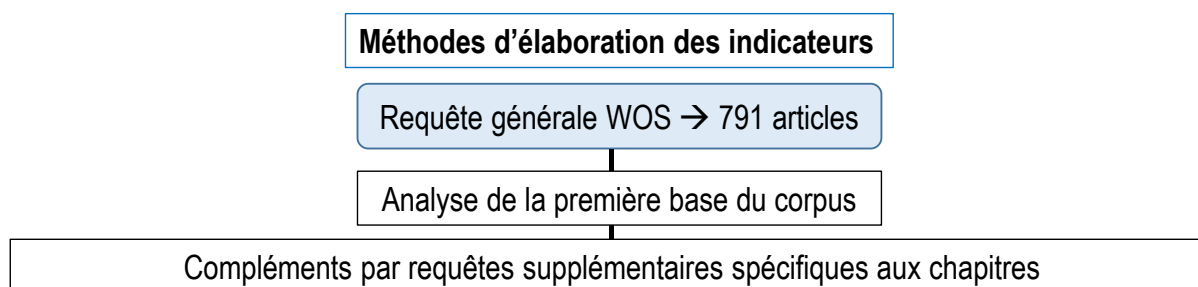 Méthodes d’élaboration des indicateurs
Requête générale WOS → 791 articles
Analyse de la première base du corpus
Compléments par requêtes supplémentaires spécifiques aux chapitres